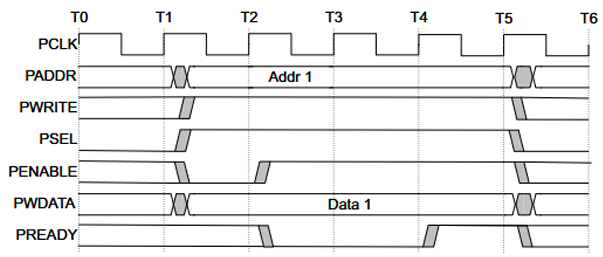 T0 T1 T2 T3 T4 T5 T6
PCLK
PADDR Addr 1
PWRITE
PSEL
PENABLE
PWDATA Data 1
PREADY